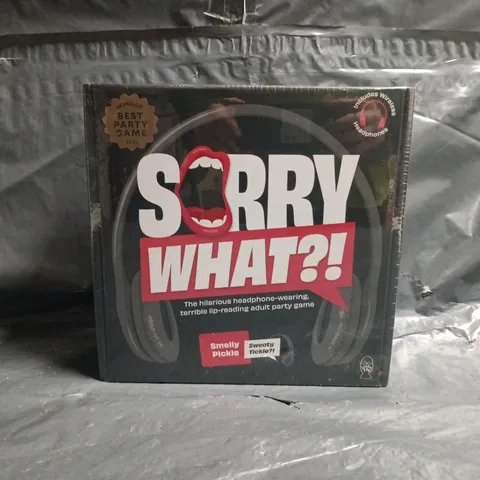 WINNER
BEST
PARTY
GAME
Includes Wireless
Headphones
SORRY
WHAT?!
The hilarious headphone-wearing,
terrible lip-reading adult party game
Smelly
Pickle
Sweaty
Tickle?!